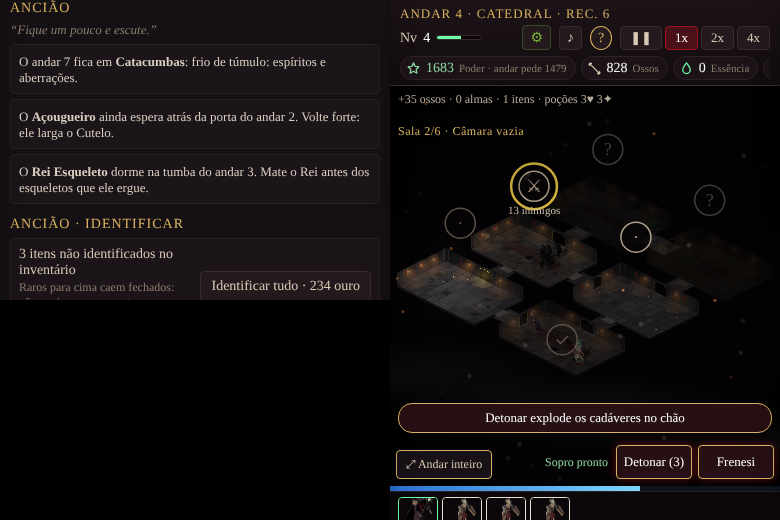 ANCIÃO
“Fique um pouco e escute.”
O andar 7 fica em Catacumbas: frio de túmulo: espíritos e
aberrações.
O Açougueiro ainda espera atrás da porta do andar 2. Volte forte:
ele larga o Cutelo.
O Rei Esqueleto dorme na tumba do andar 3. Mate o Rei antes dos
esqueletos que ele ergue.
ANCIÃO · IDENTIFICAR
3 itens não identificados no
inventário
Raros para cima caem fechados:
Identificar tudo · 234 ouro
ANDAR 4 · CATEDRAL · REC. 6
Nv 4
?
1x
2x
4x
1683 Poder · andar pede 1479
828 Ossos
0 Essência
+35 ossos · 0 almas · 1 itens · poções 3♥ 3✦
Sala 2/6 · Câmara vazia
?
?
13 inimigos
Detonar explode os cadáveres no chão
Andar inteiro
Sopro pronto
Detonar (3)
Frenesi